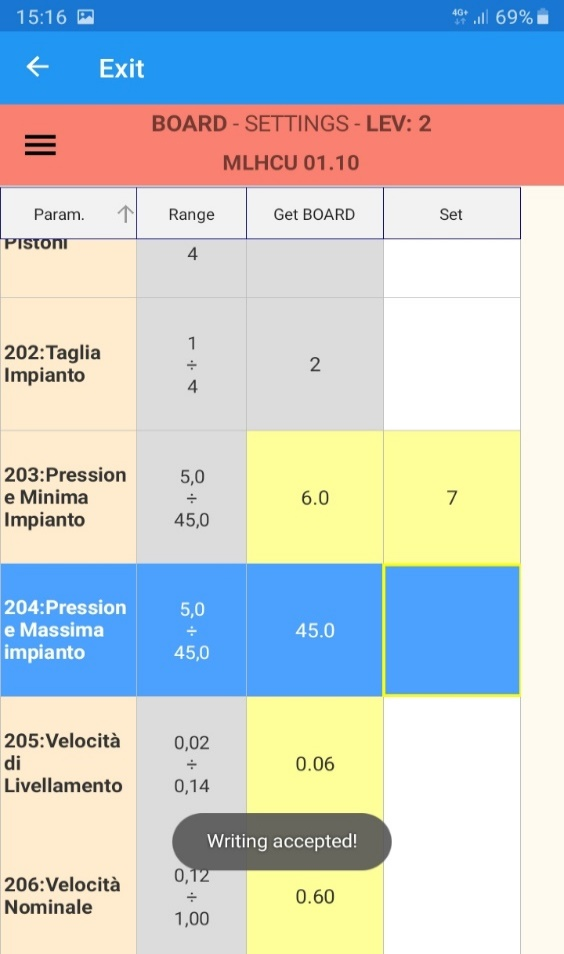 15:16
4G+
69%
Exit
BOARD - SETTINGS - LEV: 2
MLHCU 01.10
Param.
Range
Get BOARD
Set
Pistoni
4
202:Taglia
Impianto
1
÷
4
2
203:Pression
e Minima
Impianto
5,0
÷
45,0
6.0
7
204:Pression
e Massima
impianto
5,0
÷
45,0
45.0
205:Velocità
di
Livellamento
0,02
÷
0,14
0.06
Writing accepted!
206:Velocità
Nominale
0,12
÷
1,00
0.60